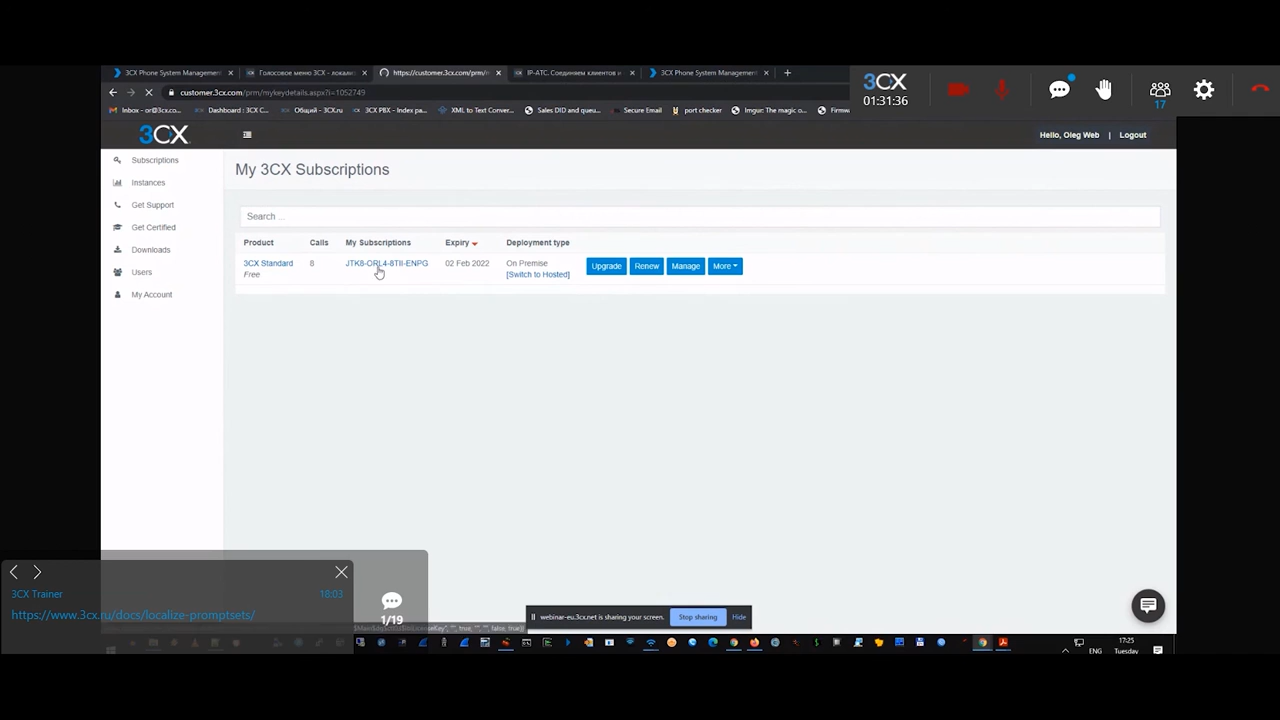 3CX Phone System Management
Голосовое меню 3CX - локализ
https://customer.3cx.com/prm/m
IP-АТС. Соединяем клиентов и
3CX Phone System Management
3CX
01:31:36
17
customer.3cx.com/prm/mykeydetails.aspx?i=1052749
Inbox - or@3cx.co...
Dashboard : 3CX C...
Общий - 3CX.ru
3CX PBX - Index pa...
XML to Text Conver...
Sales DID and queu...
Secure Email
port checker
Imgur: The magic o...
Firmw
3CX
Hello, Oleg Web | Logout
Subscriptions
Instances
Get Support
Get Certified
Downloads
Users
My Account
My 3CX Subscriptions
Search ...
Product Calls My Subscriptions Expiry Deployment type
3CX Standard 8 JTK8-ORL4-8TII-ENPG 02 Feb 2022 On Premise Upgrade Renew Manage More
Free [Switch to Hosted]
3CX Trainer 18:03
https://www.3cx.ru/docs/localize-promptsets/
1/19
webinar-eu.3cx.net is sharing your screen. Stop sharing Hide
17:25
ENG Tuesday